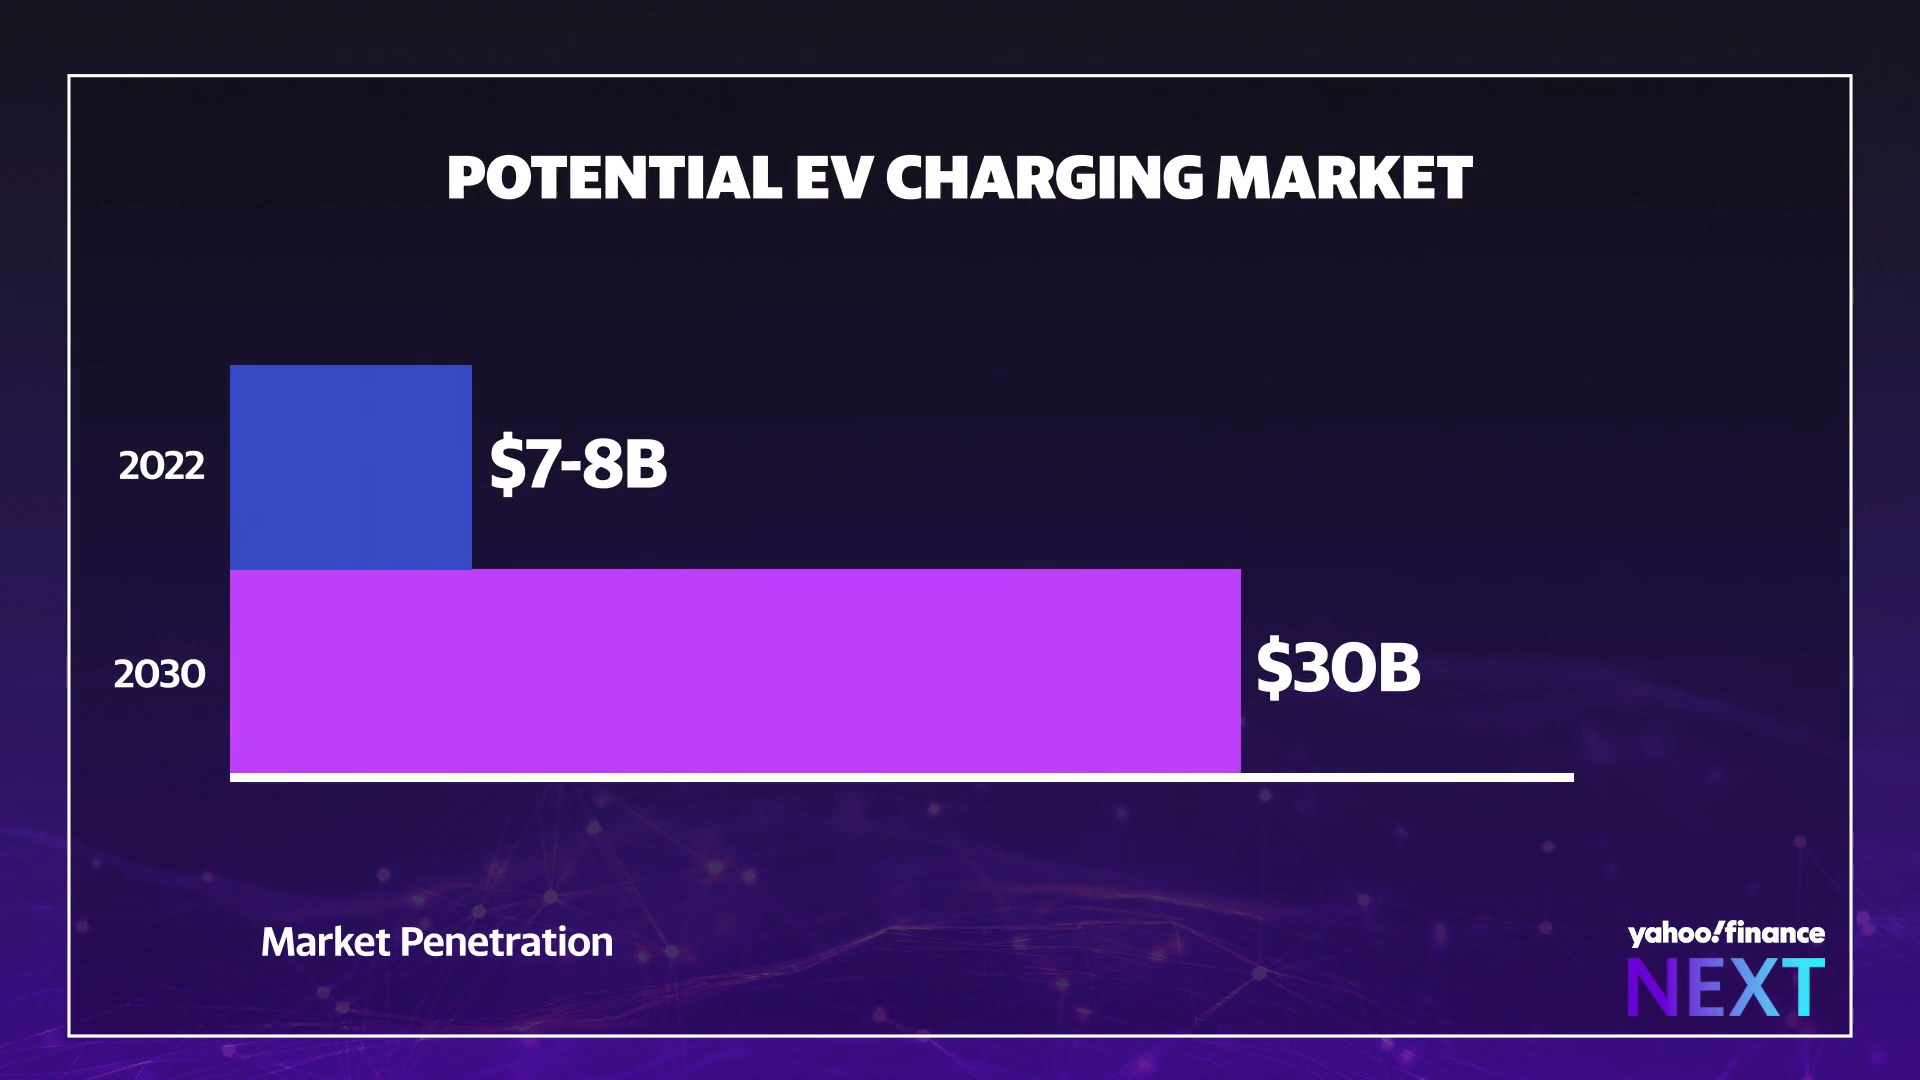 POTENTIAL EV CHARGING MARKET
2022
$7-8B
2030
$30B
Market Penetration
yahoo!finance
NEXT